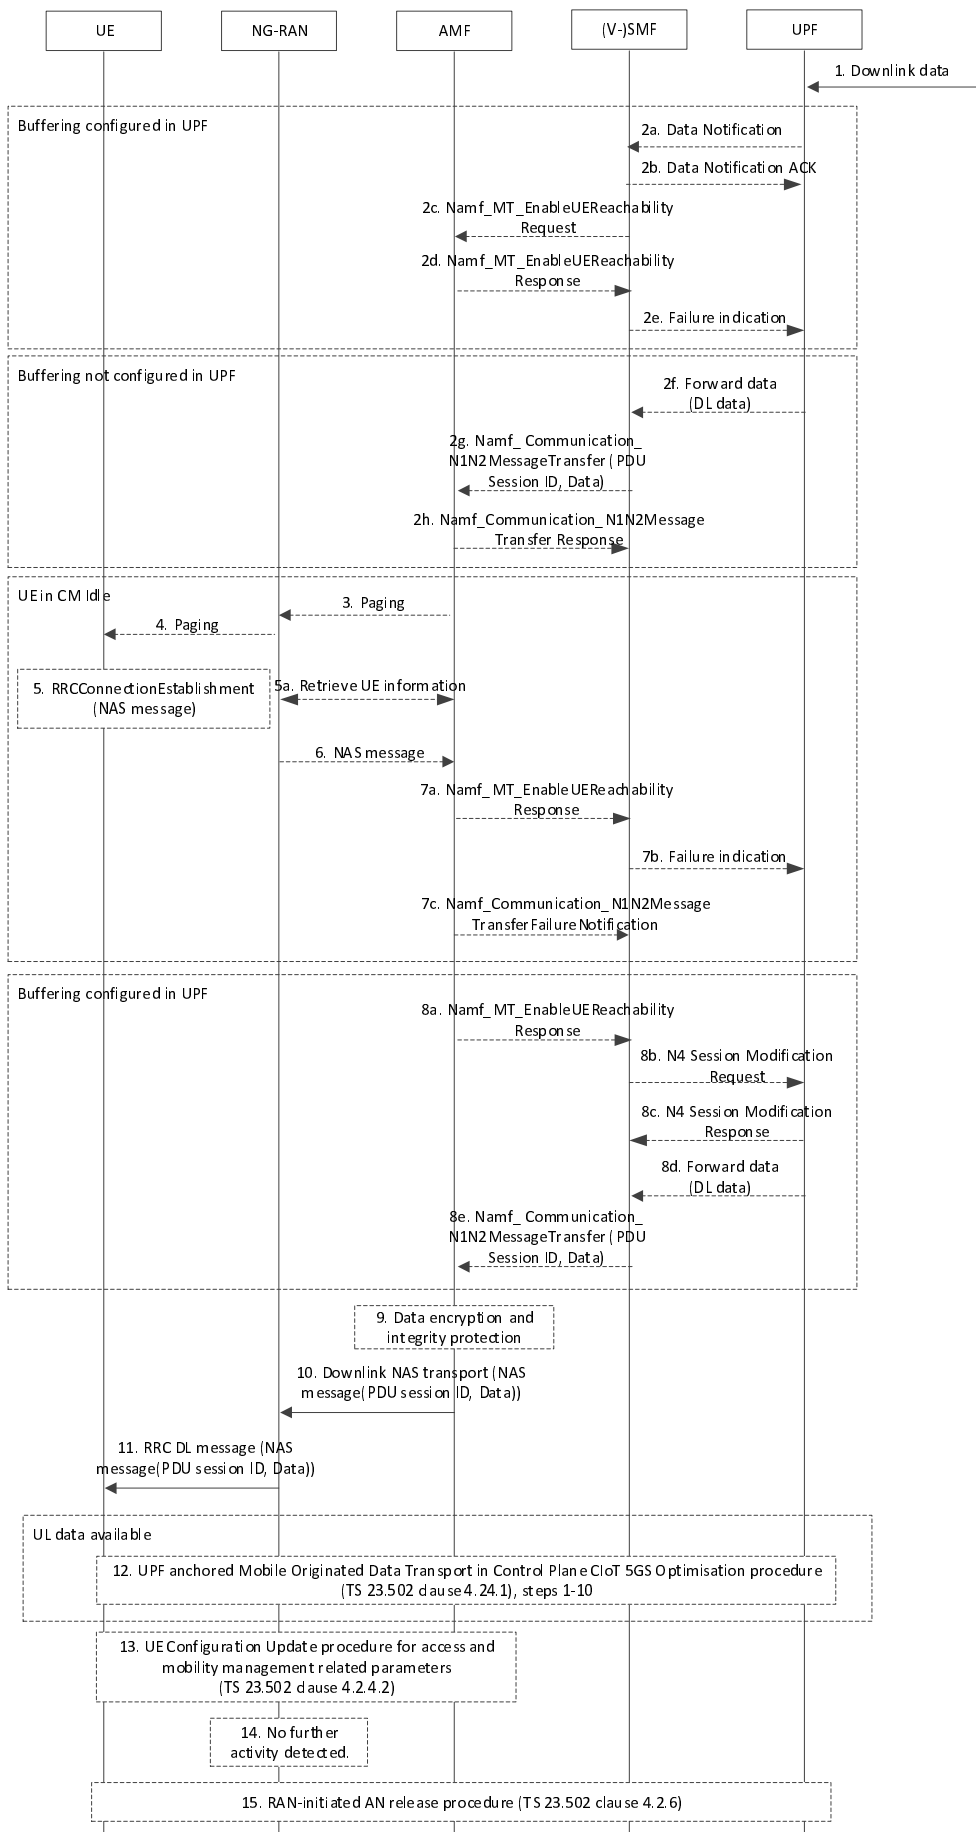 UE
NG-RAN
AMF
(V-)SMF
UPF
1. Downlink data
Buffering configured in UPF
2a. Data Notification
2b. Data Notification ACK
2c. Namf_MT_EnableUEReachability
Request
2d. Namf_MT_EnableUEReachability
Response
2e. Failure indication
Buffering not configured in UPF
2f. Forward data
(DL data)
2g. Namf_Communication_
N1N2MessageTransfer (PDU
Session ID, Data)
2h. Namf_Communication_N1N2Message
Transfer Response
UE in CM Idle
3. Paging
4. Paging
5. RRCConnectionEstablishment
(NAS message)
5a. Retrieve UE information
6. NAS message
7a. Namf_MT_EnableUEReachability
Response
7b. Failure indication
7c. Namf_Communication_N1N2Message
TransferFailureNotification
Buffering configured in UPF
8a. Namf_MT_EnableUEReachability
Response
8b. N4 Session Modification
Request
8c. N4 Session Modification
Response
8d. Forward data
(DL data)
8e. Namf_Communication_
N1N2MessageTransfer (PDU
Session ID, Data)
9. Data encryption and
integrity protection
10. Downlink NAS transport (NAS
message(PDU session ID, Data))
11. RRC DL message (NAS
message(PDU session ID, Data))
UL data available
12. UPF anchored Mobile Originated Data Transport in Control Plane CIoT 5GS Optimisation procedure
(TS 23.502 clause 4.24.1), steps 1-10
13. UE Configuration Update procedure for access and
mobility management related parameters
(TS 23.502 clause 4.2.4.2)
14. No further
activity detected.
15. RAN-initiated AN release procedure (TS 23.502 clause 4.2.6)